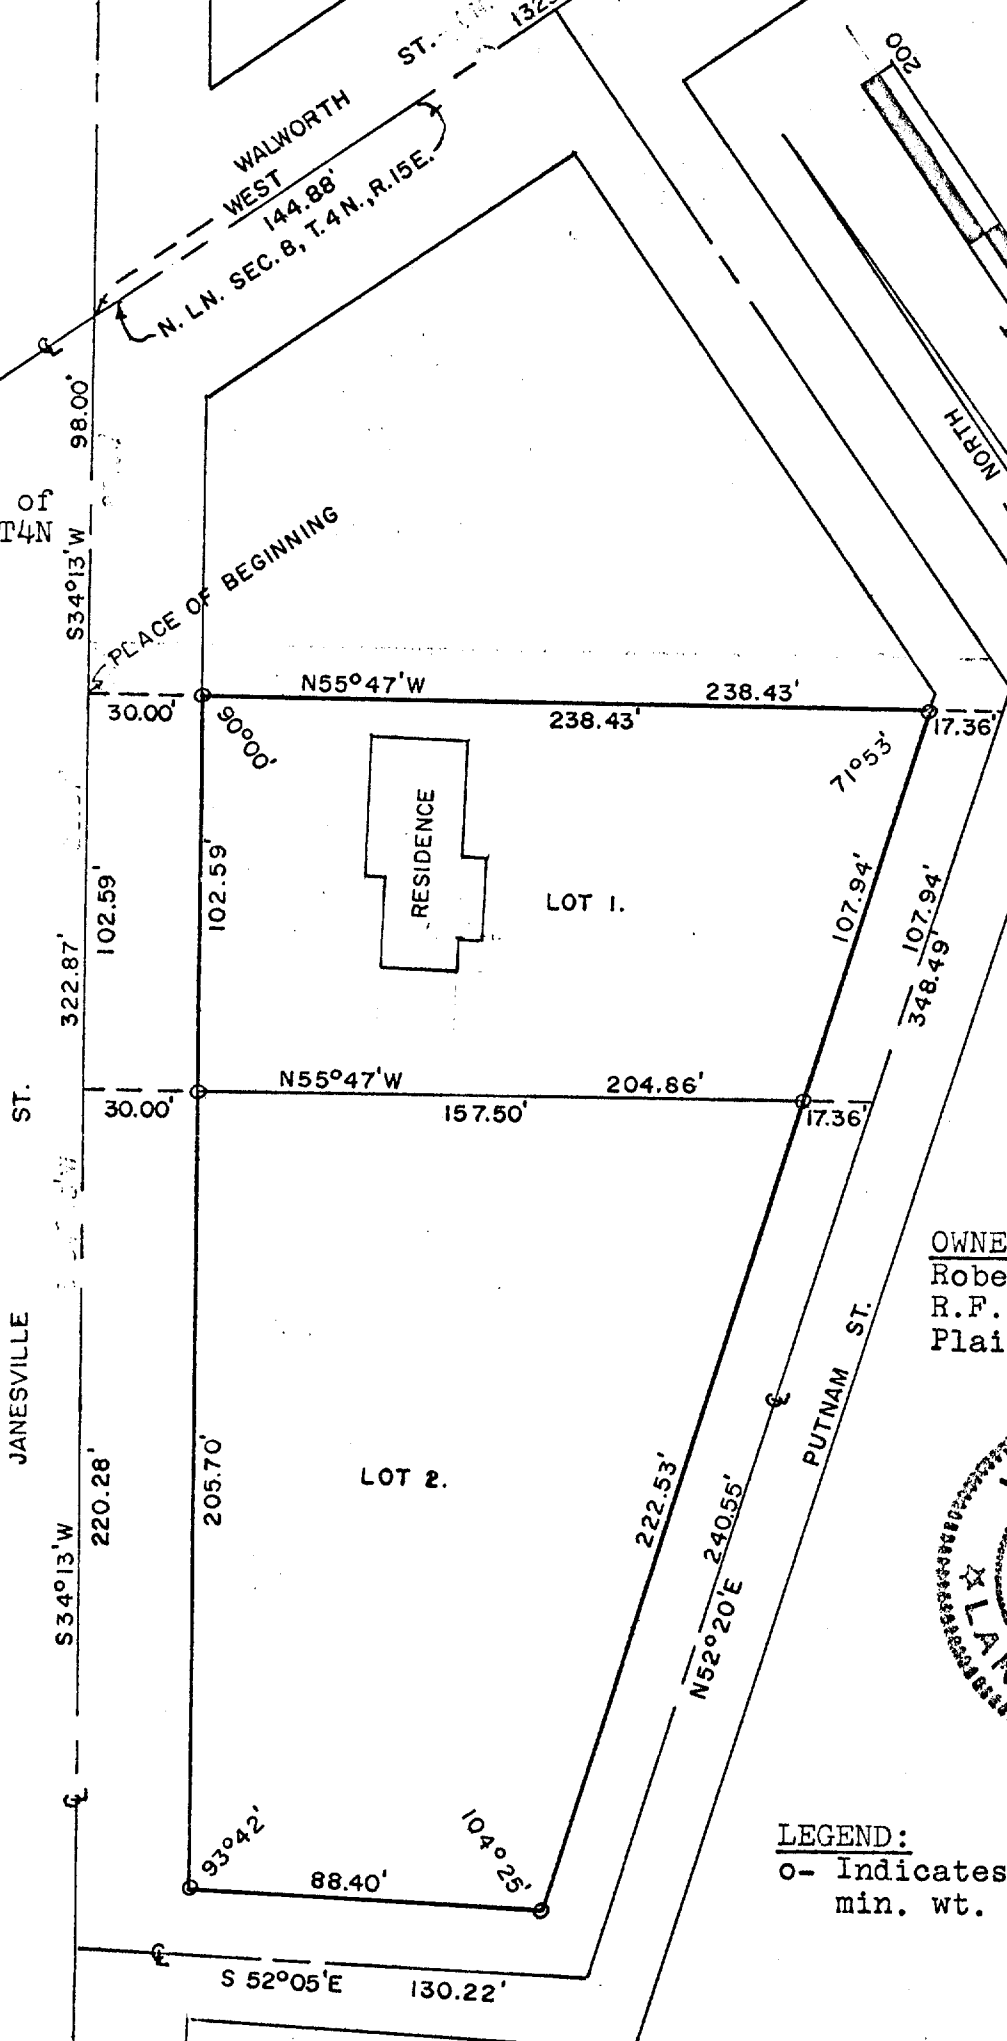 ST.
WALWORTH
WEST
144.88'
N. LN. SEC. 8, T. 4 N., R. 15 E.
200
NORTH
98.00'
of
T4N
S34°13'W
PLACE OF BEGINNING
N55°47'W
238.43'
30.00'
90°00'
238.43'
17.36'
71°53'
RESIDENCE
LOT 1.
102.59'
102.59'
322.87'
107.94'
107.94'
348.49'
N55°47'W
204.86'
30.00'
157.50'
17.36'
ST.
JANESVILLE
OWNE
Robe
R.F.
Plai
PUTNAM ST.
LOT 2.
205.70'
220.28'
S34°13'W
222.53'
240.55'
N52°20'E
LAN
93°42'
104°25'
88.40'
S 52°05'E
130.22'
LEGEND:
o- Indicates
min. wt.